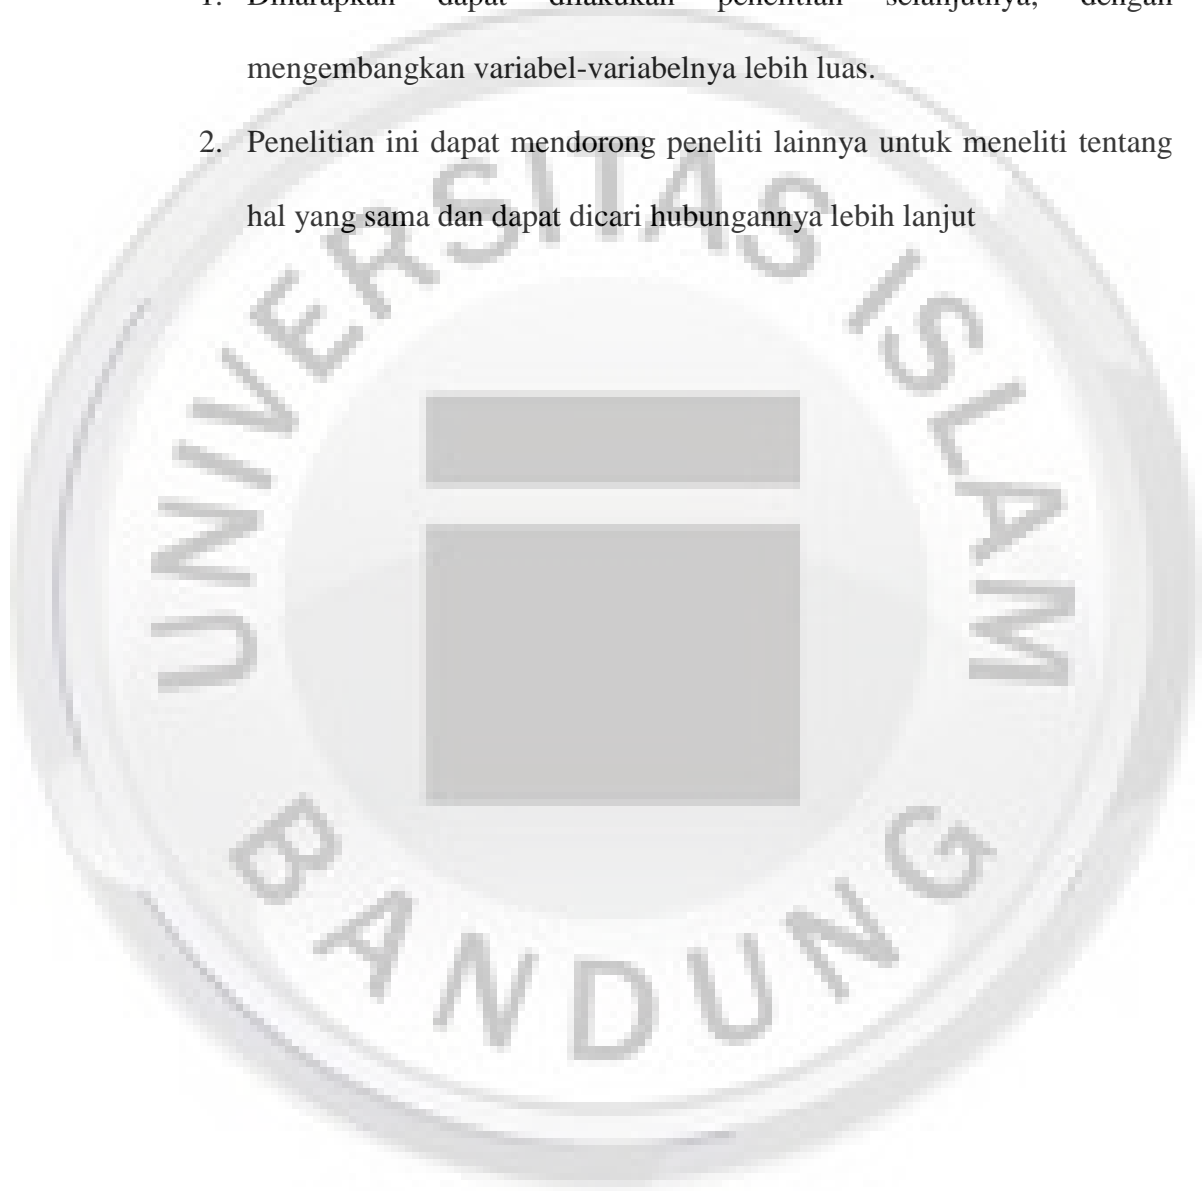 1. Diharapkan dapat dilakukan penelitian selanjutnya, dengan
mengembangkan variabel-variabelnya lebih luas.
2. Penelitian ini dapat mendorong peneliti lainnya untuk meneliti tentang
hal yang sama dan dapat dicari hubungannya lebih lanjut
UNIVERSITAS ISLAM
BANDUNG